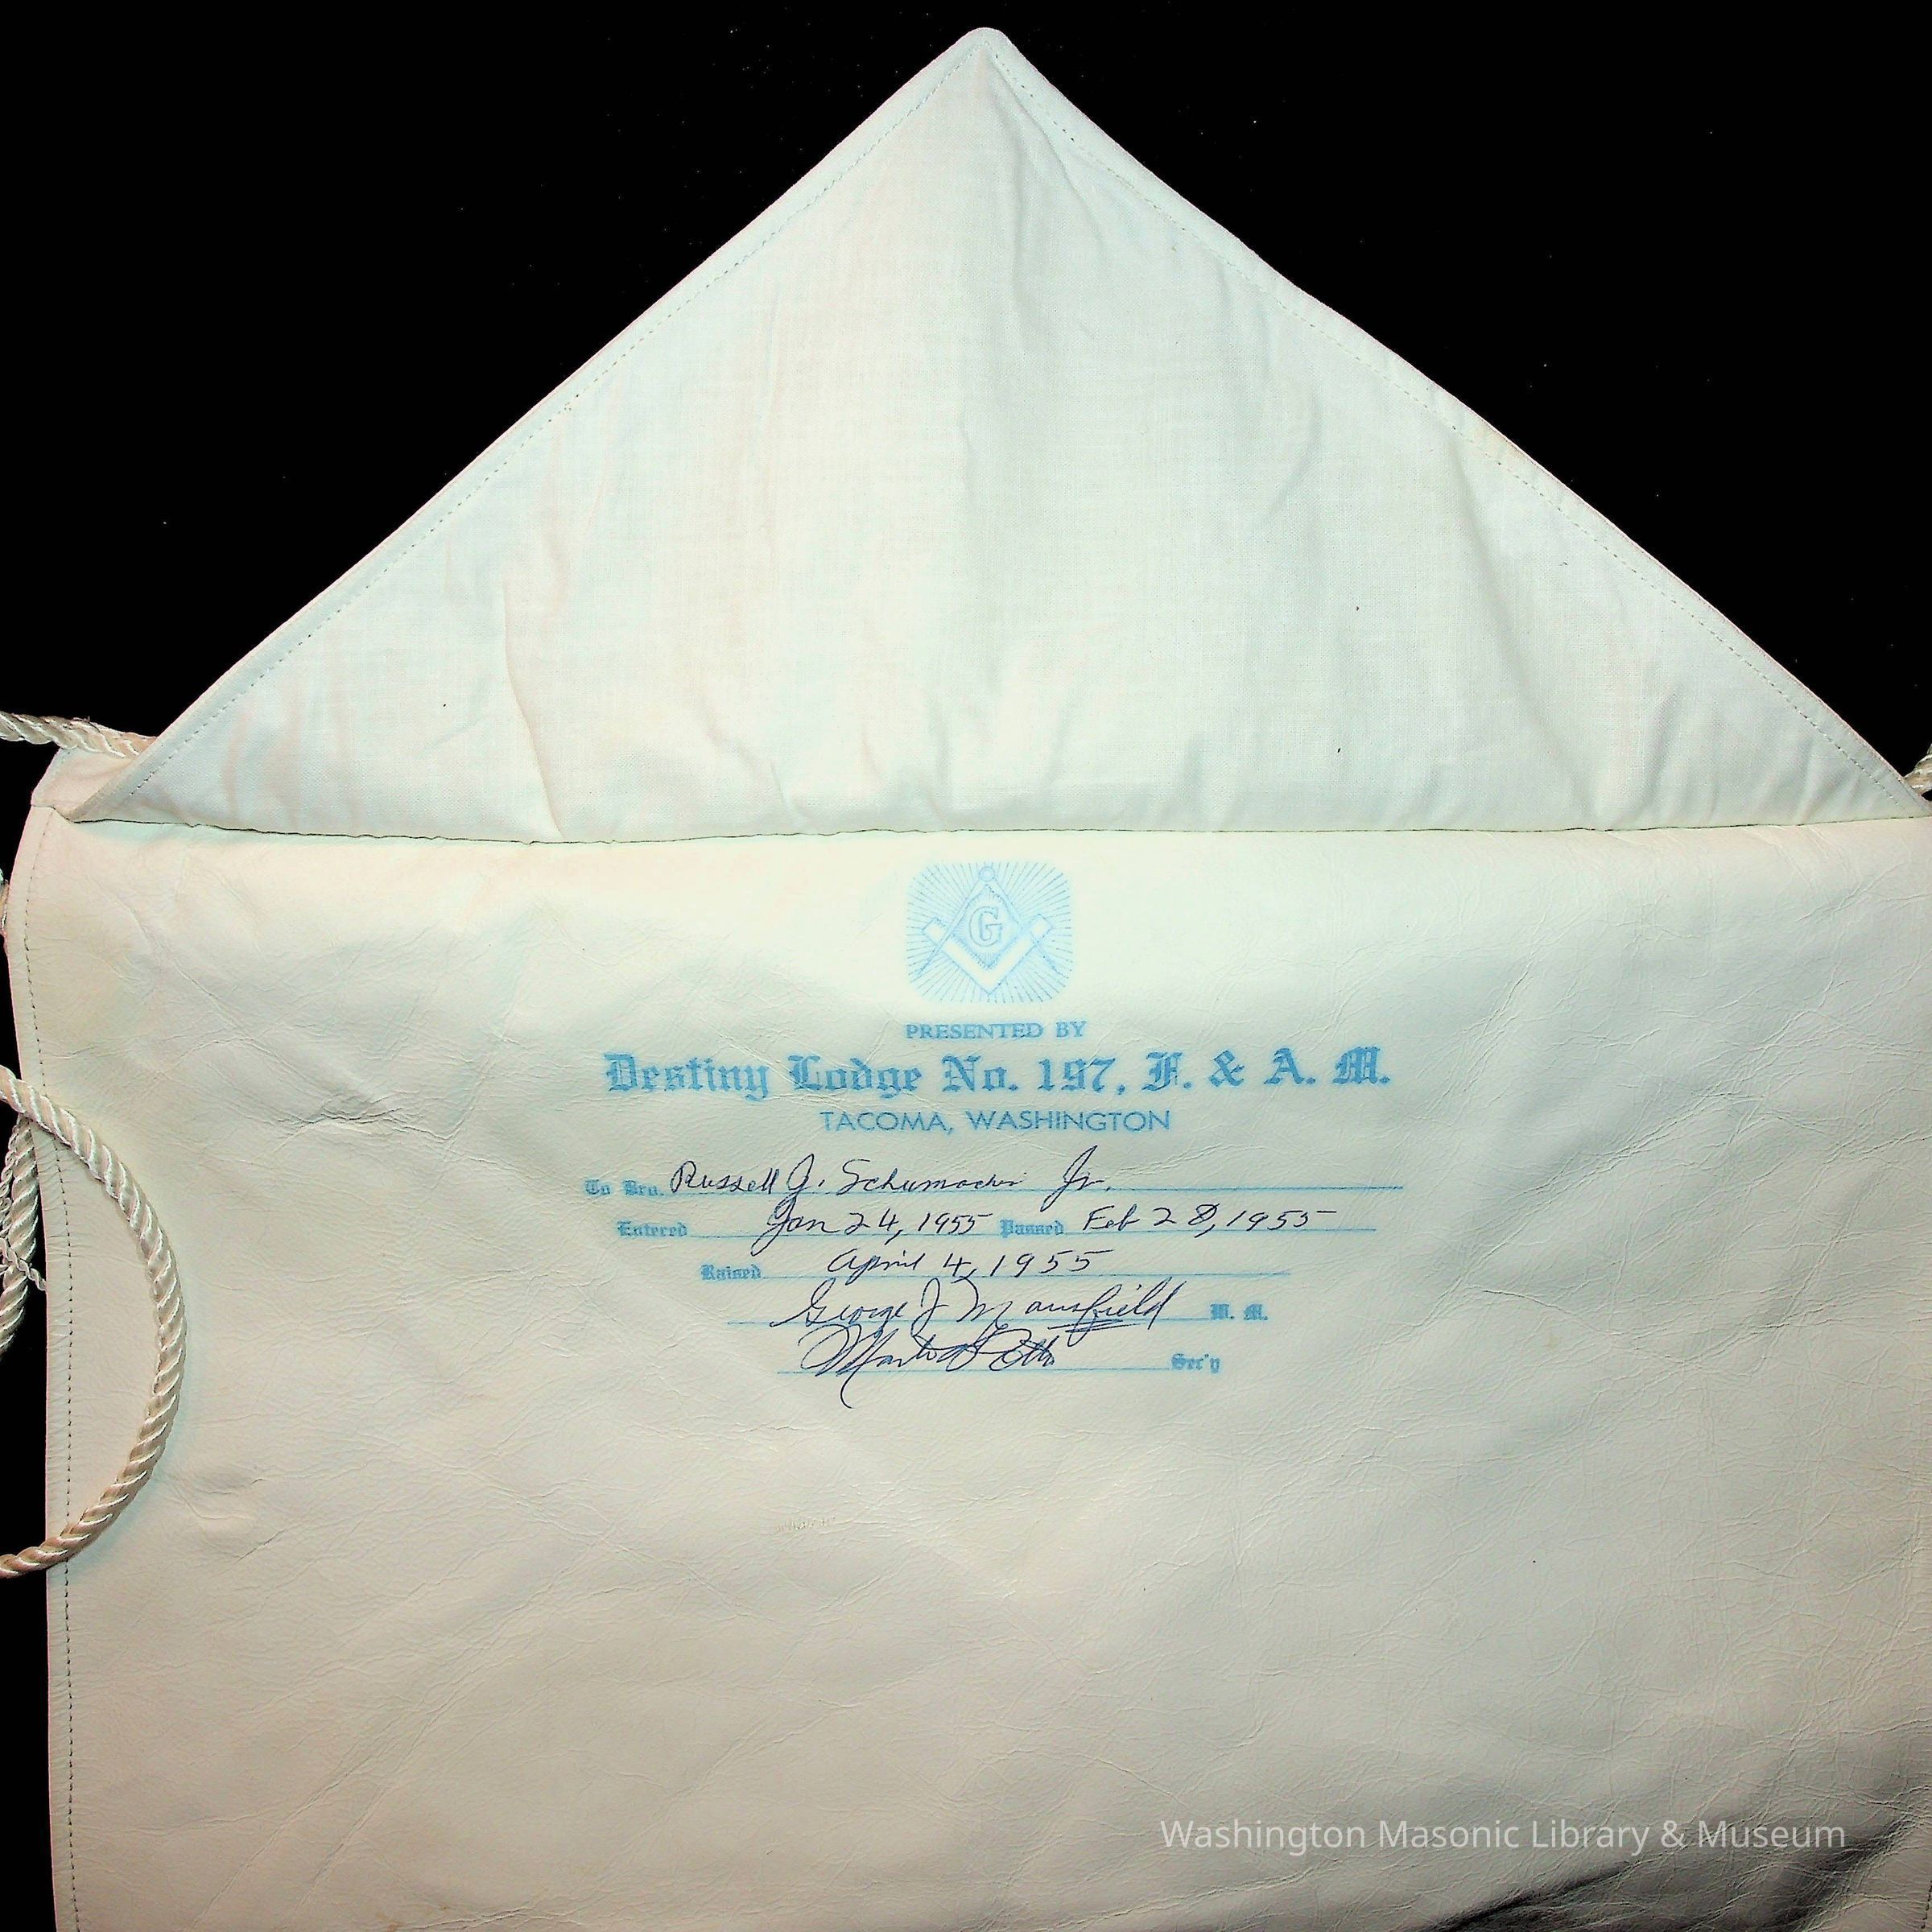 G
PRESENTED BY
Destiny Lodge No. 197, F. & A. M.
TACOMA, WASHINGTON
To Bro. Russell J. Schumacher Jr.
Entered Jan 24, 1955 Passed Feb 28, 1955
Raised April 4, 1955
George J Mansfield W. M.
Sec'y
Washington Masonic Library & Museum